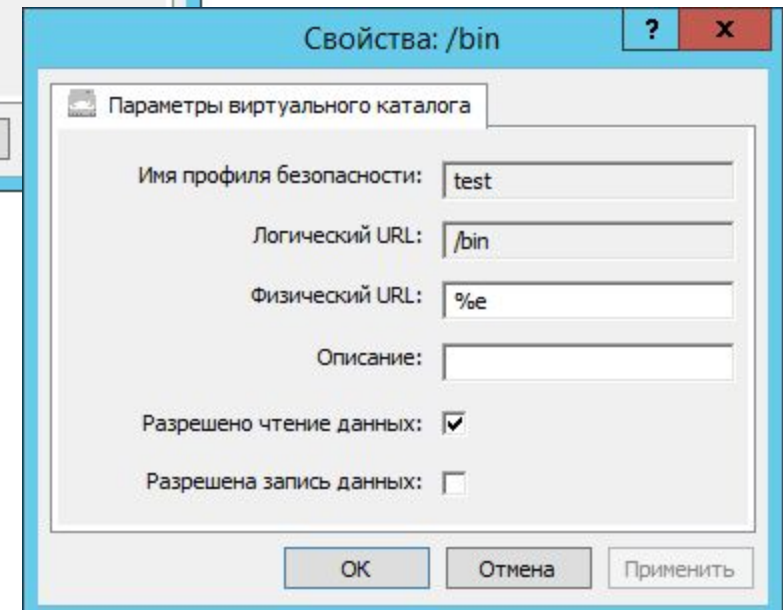 Свойства: /bin
?
x
Параметры виртуального каталога
Имя профиля безопасности: test
Логический URL: /bin
Физический URL: %e
Описание:
Разрешено чтение данных:
Разрешена запись данных:
ОК Отмена Применить